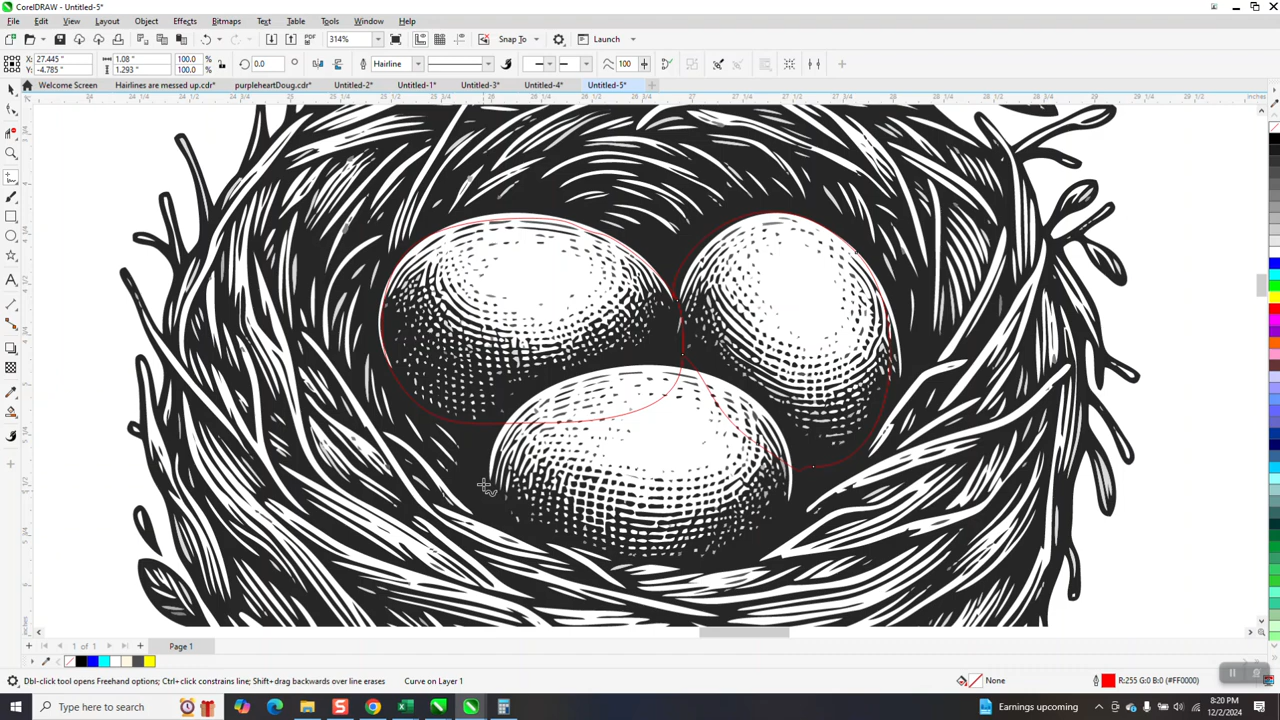 CorelDRAW - Untitled-5*
File Edit View Layout Object Effects Bitmaps Text Table Tools Window Help
PDF 314% Snap To Launch
X: 27.445 " 1.08 " 100.0 % 0.0 Hairline 100
Y: -4.785 " 1.293 " 100.0 %
Welcome Screen Hairlines are messed up.cdr* purpleheartDoug.cdr* Untitled-2* Untitled-1* Untitled-3* Untitled-4* Untitled-5*
inches
1 of 1 Page 1
Dbl-click tool opens Freehand options; Ctrl+click constrains line; Shift+drag backwards over line erases Curve on Layer 1 None R:255 G:0 B:0 (#FF0000)
Type here to search Earnings upcoming 8:20 PM
12/2/2024